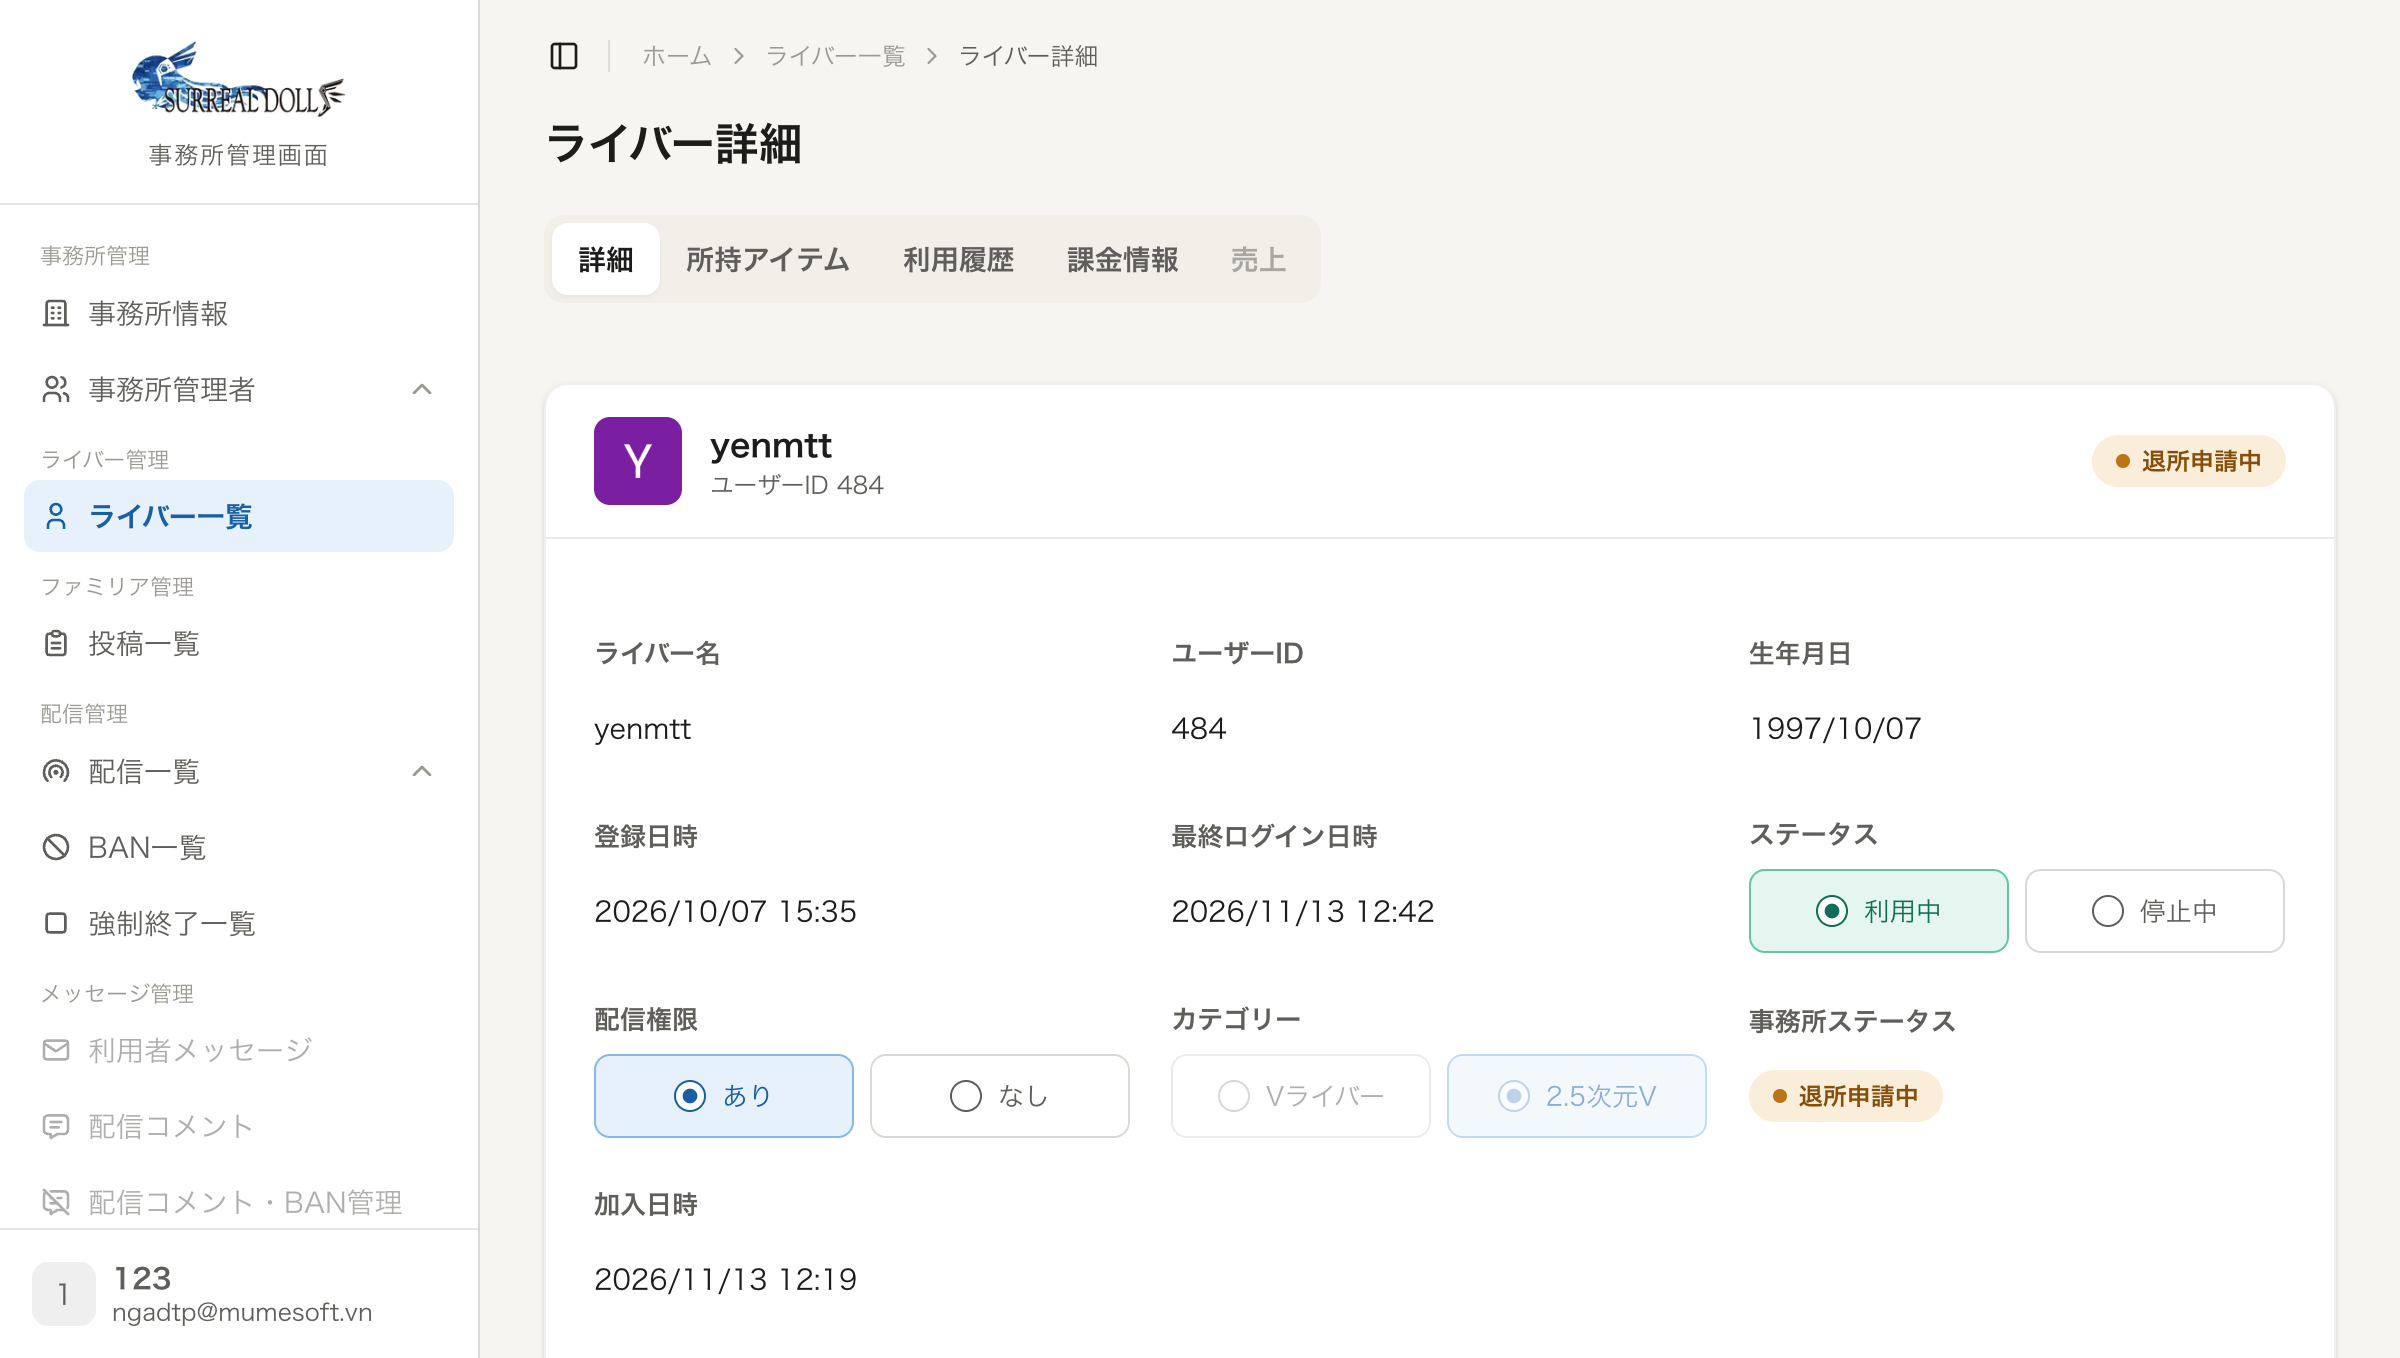 SURREAL DOLLS
事務所管理画面
事務所管理
事務所情報
事務所管理者
ライバー管理
ライバー一覧
ファミリア管理
投稿一覧
配信管理
配信一覧
BAN一覧
強制終了一覧
メッセージ管理
利用者メッセージ
配信コメント
配信コメント・BAN管理
1
123
ngadtp@mumesoft.vn
ホーム > ライバー一覧 > ライバー詳細
ライバー詳細
詳細 所持アイテム 利用履歴 課金情報 売上
Y
yenmtt
ユーザーID 484
退所申請中
ライバー名 ユーザーID 生年月日
yenmtt 484 1997/10/07
登録日時 最終ログイン日時 ステータス
2026/10/07 15:35 2026/11/13 12:42 利用中 停止中
配信権限 カテゴリー 事務所ステータス
あり なし Vライバー 2.5次元V 退所申請中
加入日時
2026/11/13 12:19